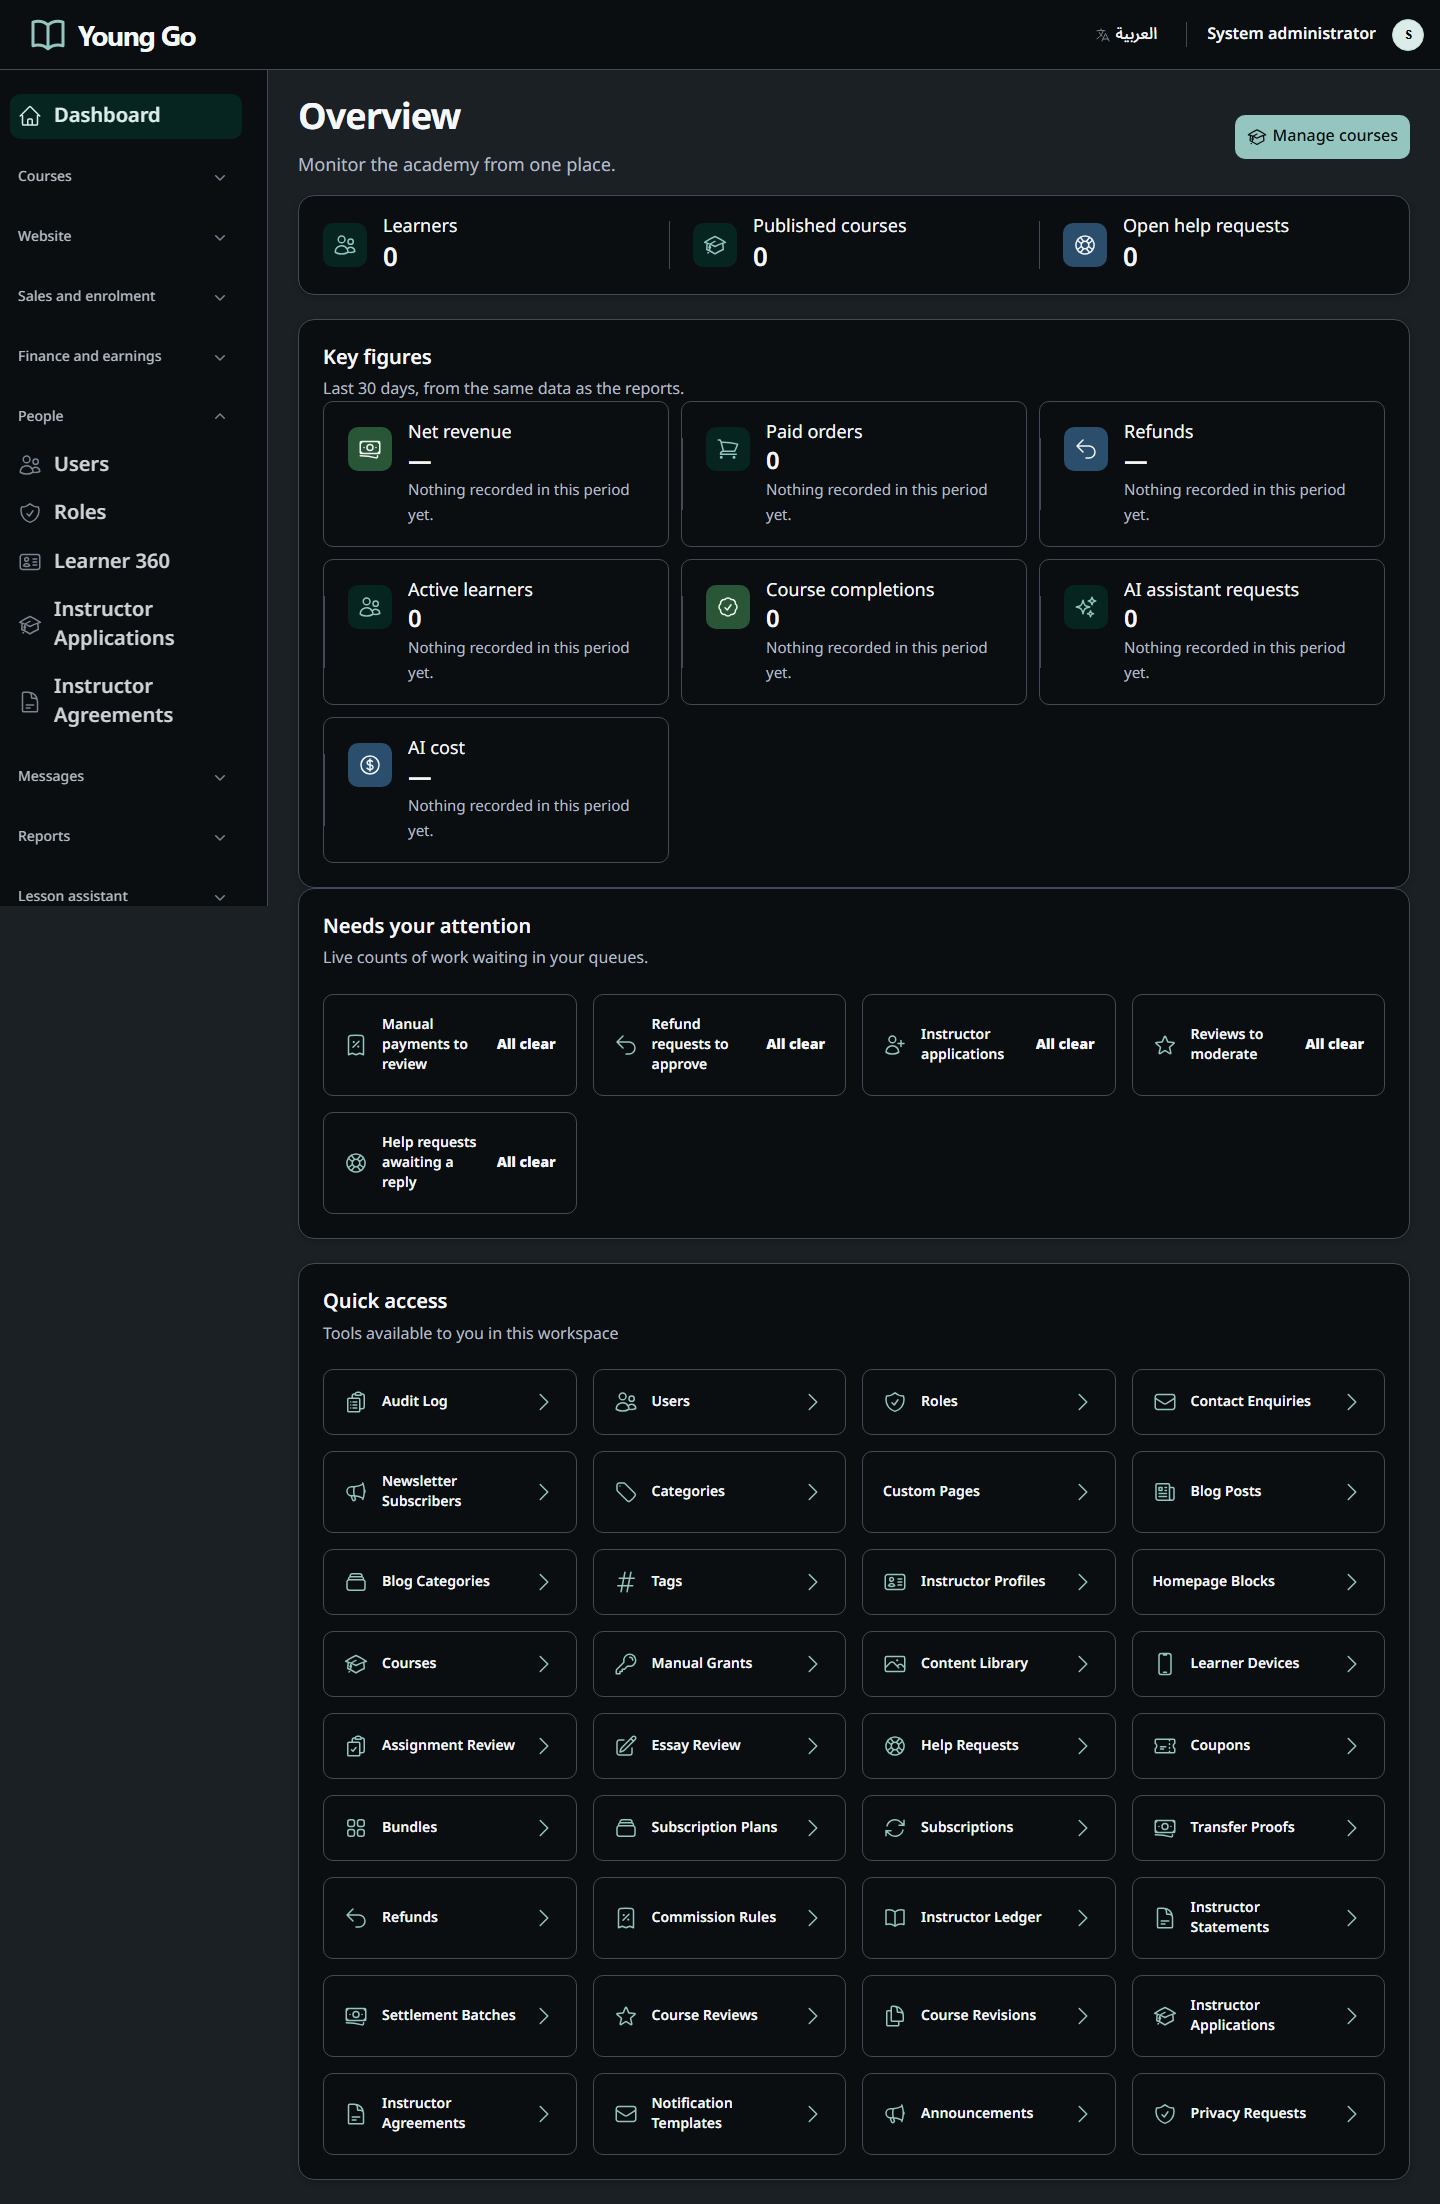 Young Go
العربية
System administrator
S
Dashboard
Courses
Website
Sales and enrolment
Finance and earnings
People
Users
Roles
Learner 360
Instructor
Applications
Instructor
Agreements
Messages
Reports
Lesson assistant
Overview
Monitor the academy from one place.
Manage courses
Learners
0
Published courses
0
Open help requests
0
Key figures
Last 30 days, from the same data as the reports.
Net revenue
—
Nothing recorded in this period
yet.
Paid orders
0
Nothing recorded in this period
yet.
Refunds
—
Nothing recorded in this period
yet.
Active learners
0
Nothing recorded in this period
yet.
Course completions
0
Nothing recorded in this period
yet.
AI assistant requests
0
Nothing recorded in this period
yet.
AI cost
—
Nothing recorded in this period
yet.
Needs your attention
Live counts of work waiting in your queues.
Manual
payments to
review
All clear
Refund
requests to
approve
All clear
Instructor
applications
All clear
Reviews to
moderate
All clear
Help requests
awaiting a
reply
All clear
Quick access
Tools available to you in this workspace
Audit Log
Users
Roles
Contact Enquiries
Newsletter
Subscribers
Categories
Custom Pages
Blog Posts
Blog Categories
Tags
Instructor Profiles
Homepage Blocks
Courses
Manual Grants
Content Library
Learner Devices
Assignment Review
Essay Review
Help Requests
Coupons
Bundles
Subscription Plans
Subscriptions
Transfer Proofs
Refunds
Commission Rules
Instructor Ledger
Instructor
Statements
Settlement Batches
Course Reviews
Course Revisions
Instructor
Applications
Instructor
Agreements
Notification
Templates
Announcements
Privacy Requests